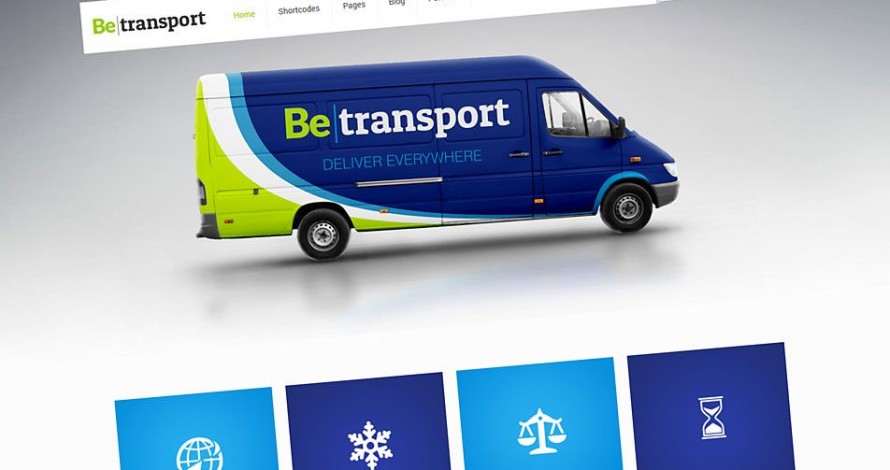 Be transport
Home
Shortcodes
Pages
Blog
Be transport
DELIVER EVERYWHERE